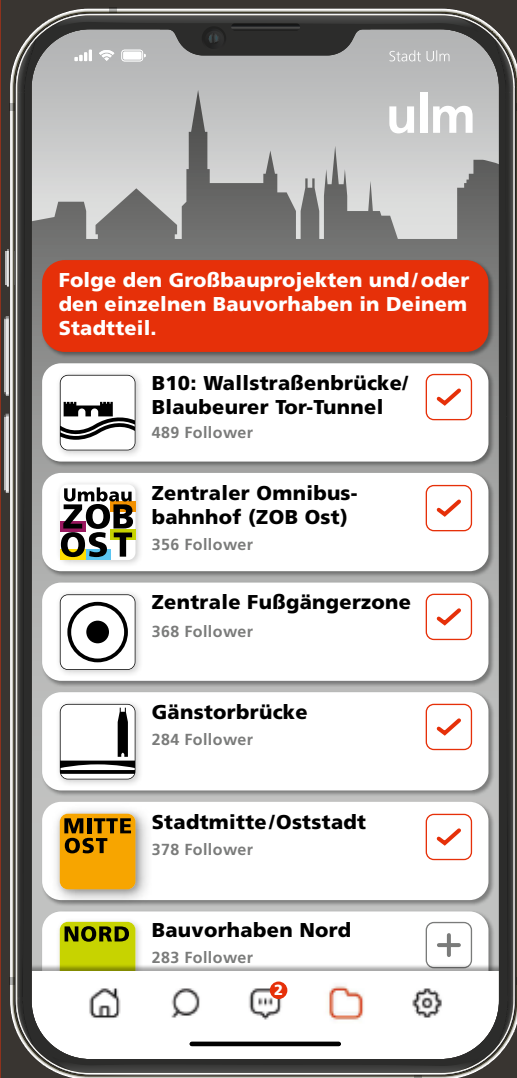 Stadt Ulm
ulm
Folge den Großbauprojekten und/oder
den einzelnen Bauvorhaben in Deinem
Stadtteil.
B10: Wallstraßenbrücke/
Blaubeurer Tor-Tunnel
489 Follower
Umbau
ZOB
OST
Zentraler Omnibus-
bahnhof (ZOB Ost)
356 Follower
Zentrale Fußgängerzone
368 Follower
Gänstorbrücke
284 Follower
MITTE
OST
Stadtmitte/Oststadt
378 Follower
NORD
Bauvorhaben Nord
283 Follower
2